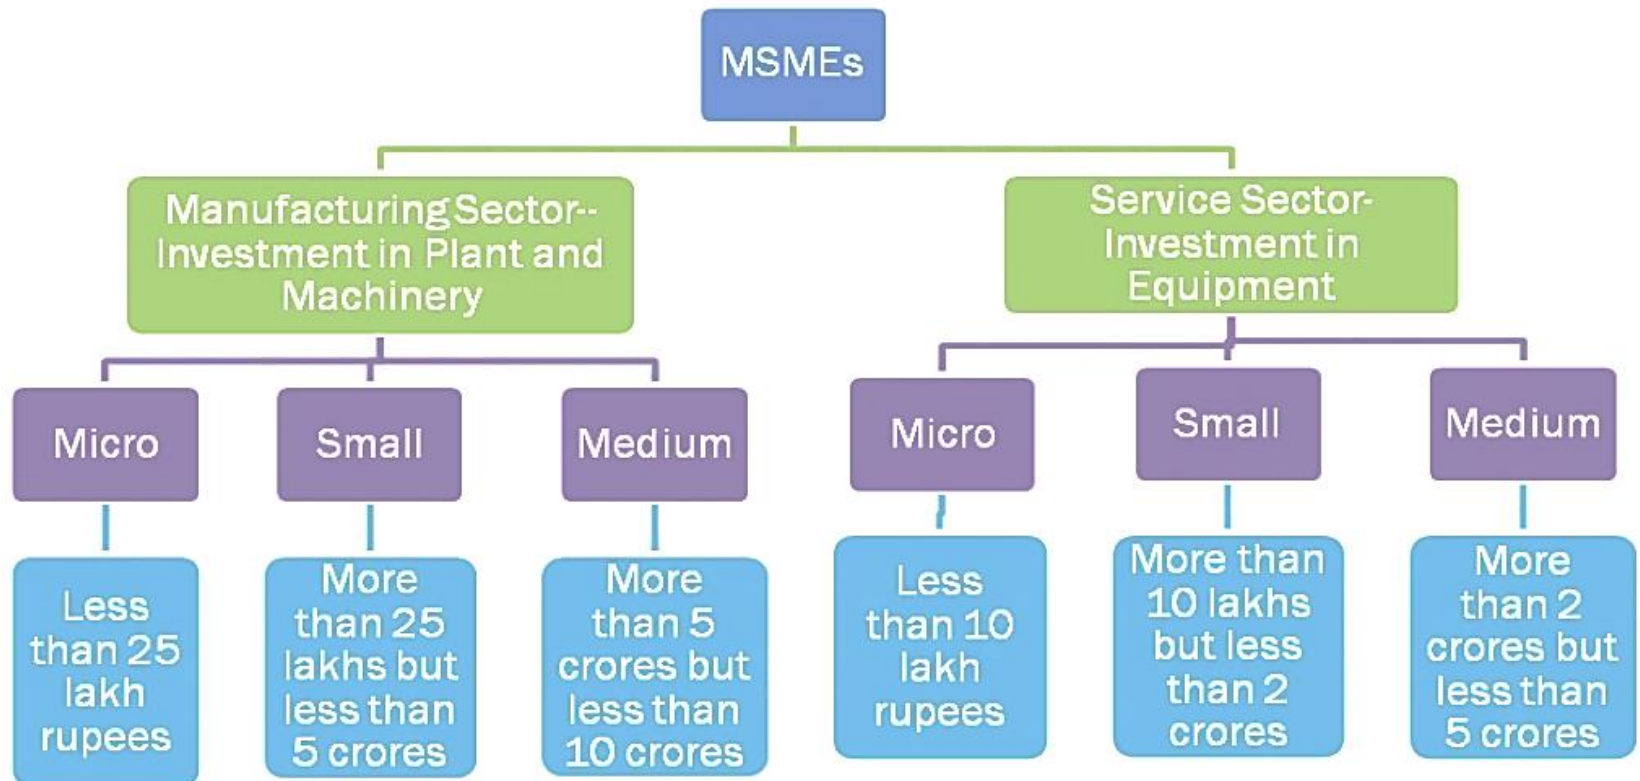 MSMEs
Manufacturing Sector--
Investment in Plant and
Machinery
Service Sector-
Investment in
Equipment
Micro
Small
Medium
Micro
Small
Medium
Less
than 25
lakh
rupees
More
than 25
lakhs but
less than
5 crores
More
than 5
crores but
less than
10 crores
Less
than 10
lakh
rupees
More than
10 lakhs
but less
than 2
crores
More
than 2
crores but
less than
5 crores